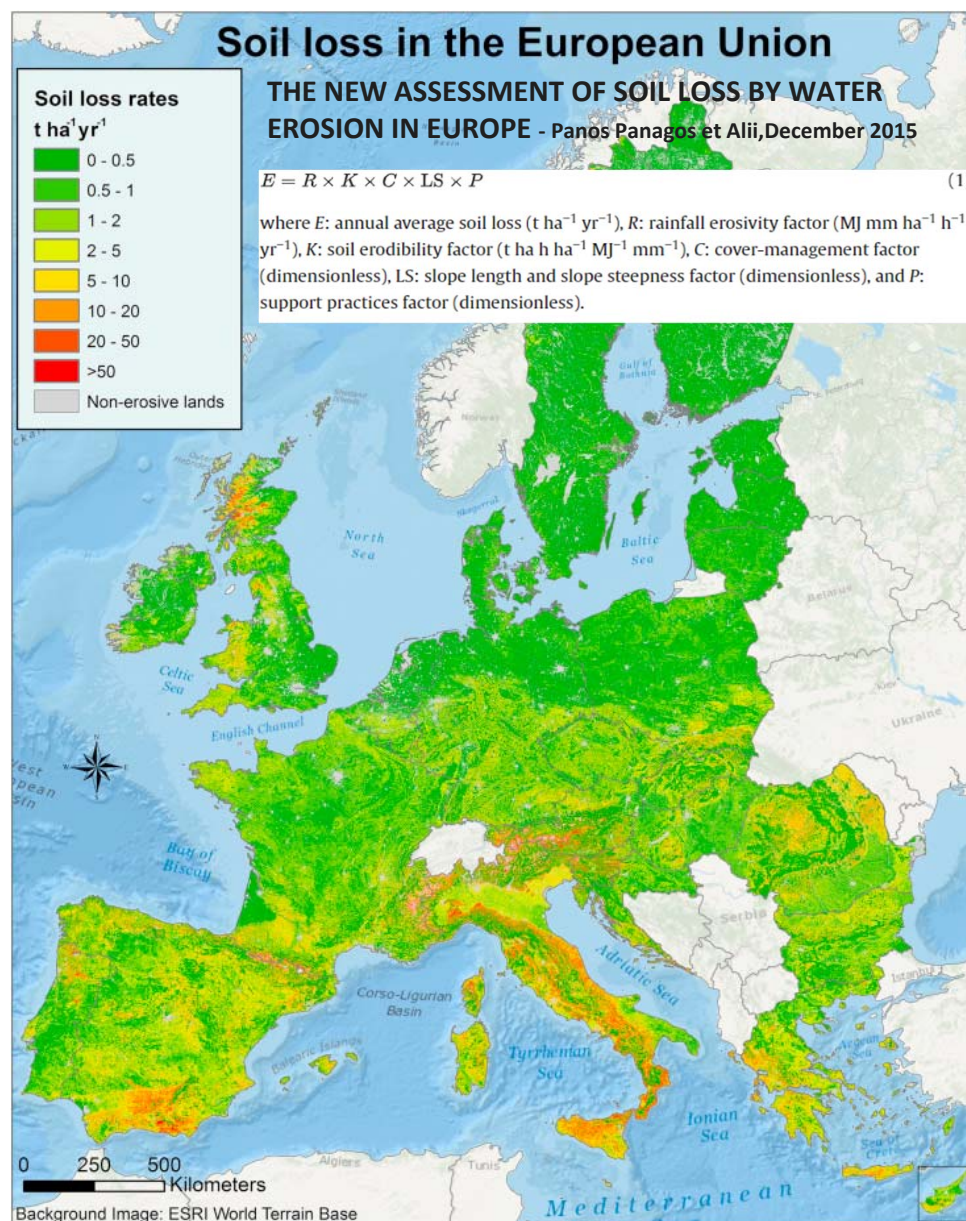 Soil loss in the European Union
THE NEW ASSESSMENT OF SOIL LOSS BY WATER
EROSION IN EUROPE - Panos Panagos et Alii,December 2015
Soil loss rates
t ha⁻¹yr⁻¹
0 - 0.5
0.5 - 1
1 - 2
2 - 5
5 - 10
10 - 20
20 - 50
>50
Non-erosive lands
E = R × K × C × LS × P (1
where E: annual average soil loss (t ha⁻¹ yr⁻¹), R: rainfall erosivity factor (MJ mm ha⁻¹ h⁻¹
yr⁻¹), K: soil erodibility factor (t ha h ha⁻¹ MJ⁻¹ mm⁻¹), C: cover-management factor
(dimensionless), LS: slope length and slope steepness factor (dimensionless), and P:
support practices factor (dimensionless).
Gulf of
Bothnia
Norway
Skagerrak
North
Sea
Baltic
Sea
Belarus
Celtic
Sea
English Channel
Kiev
Ukraine
N
W
E
Bay of
Biscay
Serbia
Adriatic Sea
Istanbul
Corso-Ligurian
Basin
Balearic Islands
Tyrrhenian
Sea
Aegean
Sea
Ionian
Sea
Sea of
Crete
Algiers
Tunis
Mediterranean
0 250 500
Kilometers
Background Image: ESRI World Terrain Base